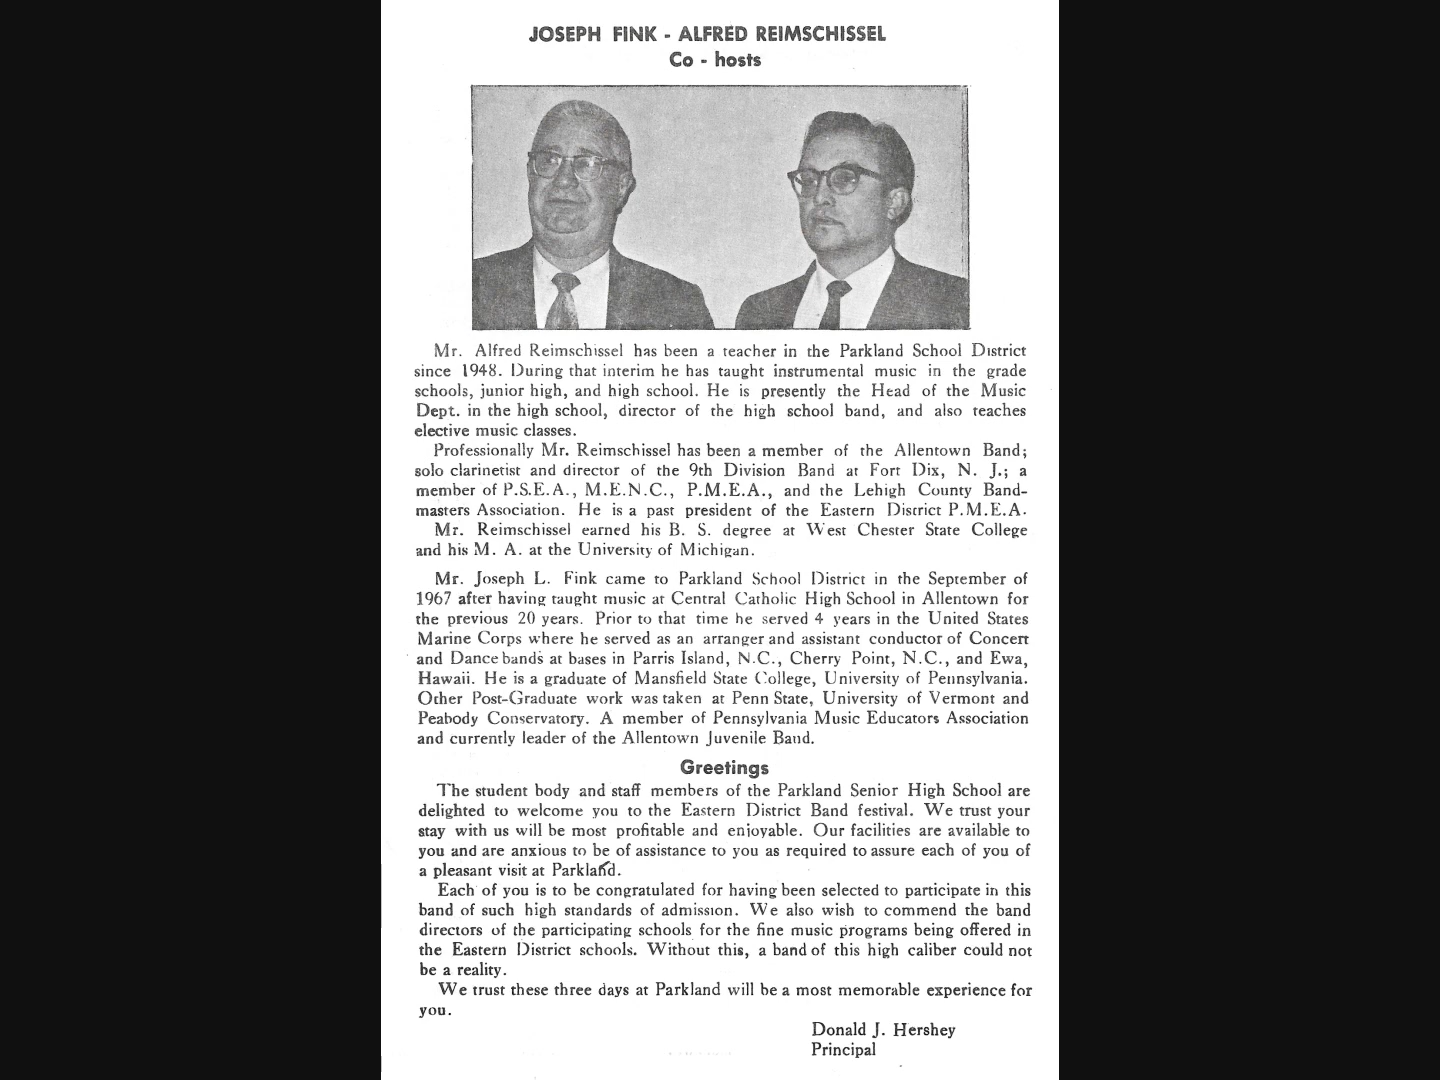 JOSEPH FINK - ALFRED REIMSCHISSEL
Co - hosts
Mr. Alfred Reimschissel has been a teacher in the Parkland School District
since 1948. During that interim he has taught instrumental music in the grade
schools, junior high, and high school. He is presently the Head of the Music
Dept. in the high school, director of the high school band, and also teaches
elective music classes.
Professionally Mr. Reimschissel has been a member of the Allentown Band;
solo clarinetist and director of the 9th Division Band at Fort Dix, N. J.; a
member of P.S.E.A., M.E.N.C., P.M.E.A., and the Lehigh County Band-
masters Association. He is a past president of the Eastern District P.M.E.A.
Mr. Reimschissel earned his B. S. degree at West Chester State College
and his M. A. at the University of Michigan.
Mr. Joseph L. Fink came to Parkland School District in the September of
1967 after having taught music at Central Catholic High School in Allentown for
the previous 20 years. Prior to that time he served 4 years in the United States
Marine Corps where he served as an arranger and assistant conductor of Concert
and Dance bands at bases in Parris Island, N.C., Cherry Point, N.C., and Ewa,
Hawaii. He is a graduate of Mansfield State College, University of Pennsylvania.
Other Post-Graduate work was taken at Penn State, University of Vermont and
Peabody Conservatory. A member of Pennsylvania Music Educators Association
and currently leader of the Allentown Juvenile Band.
Greetings
The student body and staff members of the Parkland Senior High School are
delighted to welcome you to the Eastern District Band festival. We trust your
stay with us will be most profitable and enjoyable. Our facilities are available to
you and are anxious to be of assistance to you as required to assure each of you of
a pleasant visit at Parkland.
Each of you is to be congratulated for having been selected to participate in this
band of such high standards of admission. We also wish to commend the band
directors of the participating schools for the fine music programs being offered in
the Eastern District schools. Without this, a band of this high caliber could not
be a reality.
We trust these three days at Parkland will be a most memorable experience for
you.
Donald J. Hershey
Principal